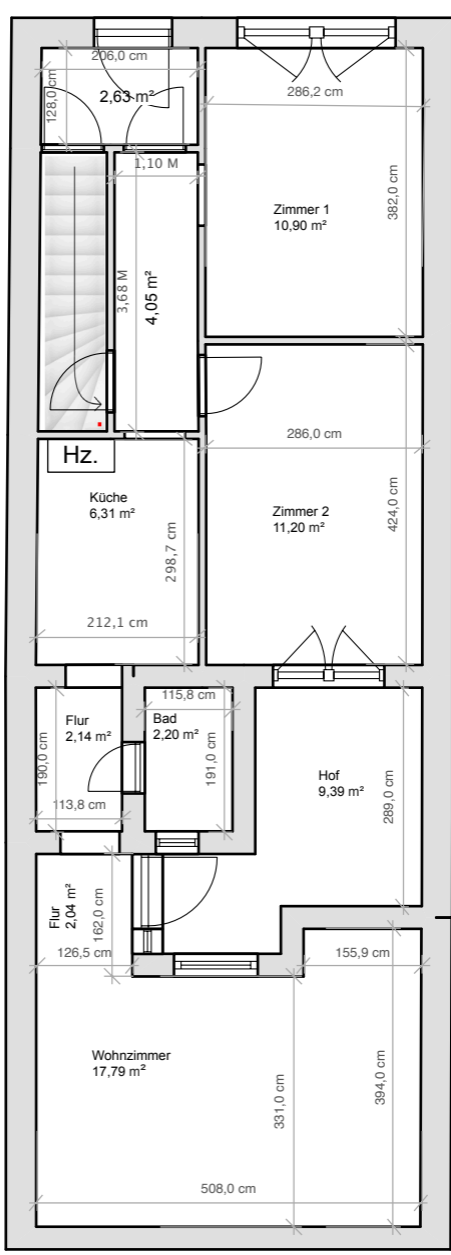 206,0 cm
2,63 m²
128,0 cm
286,2 cm
1,10 M
382,0 cm
Zimmer 1
10,90 m²
3,68 M
4,05 m²
286,0 cm
Hz.
Küche
6,31 m²
424,0 cm
Zimmer 2
11,20 m²
298,7 cm
212,1 cm
115,8 cm
Flur
2,14 m²
Bad
2,20 m²
190,0 cm
191,0 cm
Hof
9,39 m²
289,0 cm
113,8 cm
Flur
2,04 m²
162,0 cm
126,5 cm
155,9 cm
Wohnzimmer
17,79 m²
331,0 cm
394,0 cm
508,0 cm